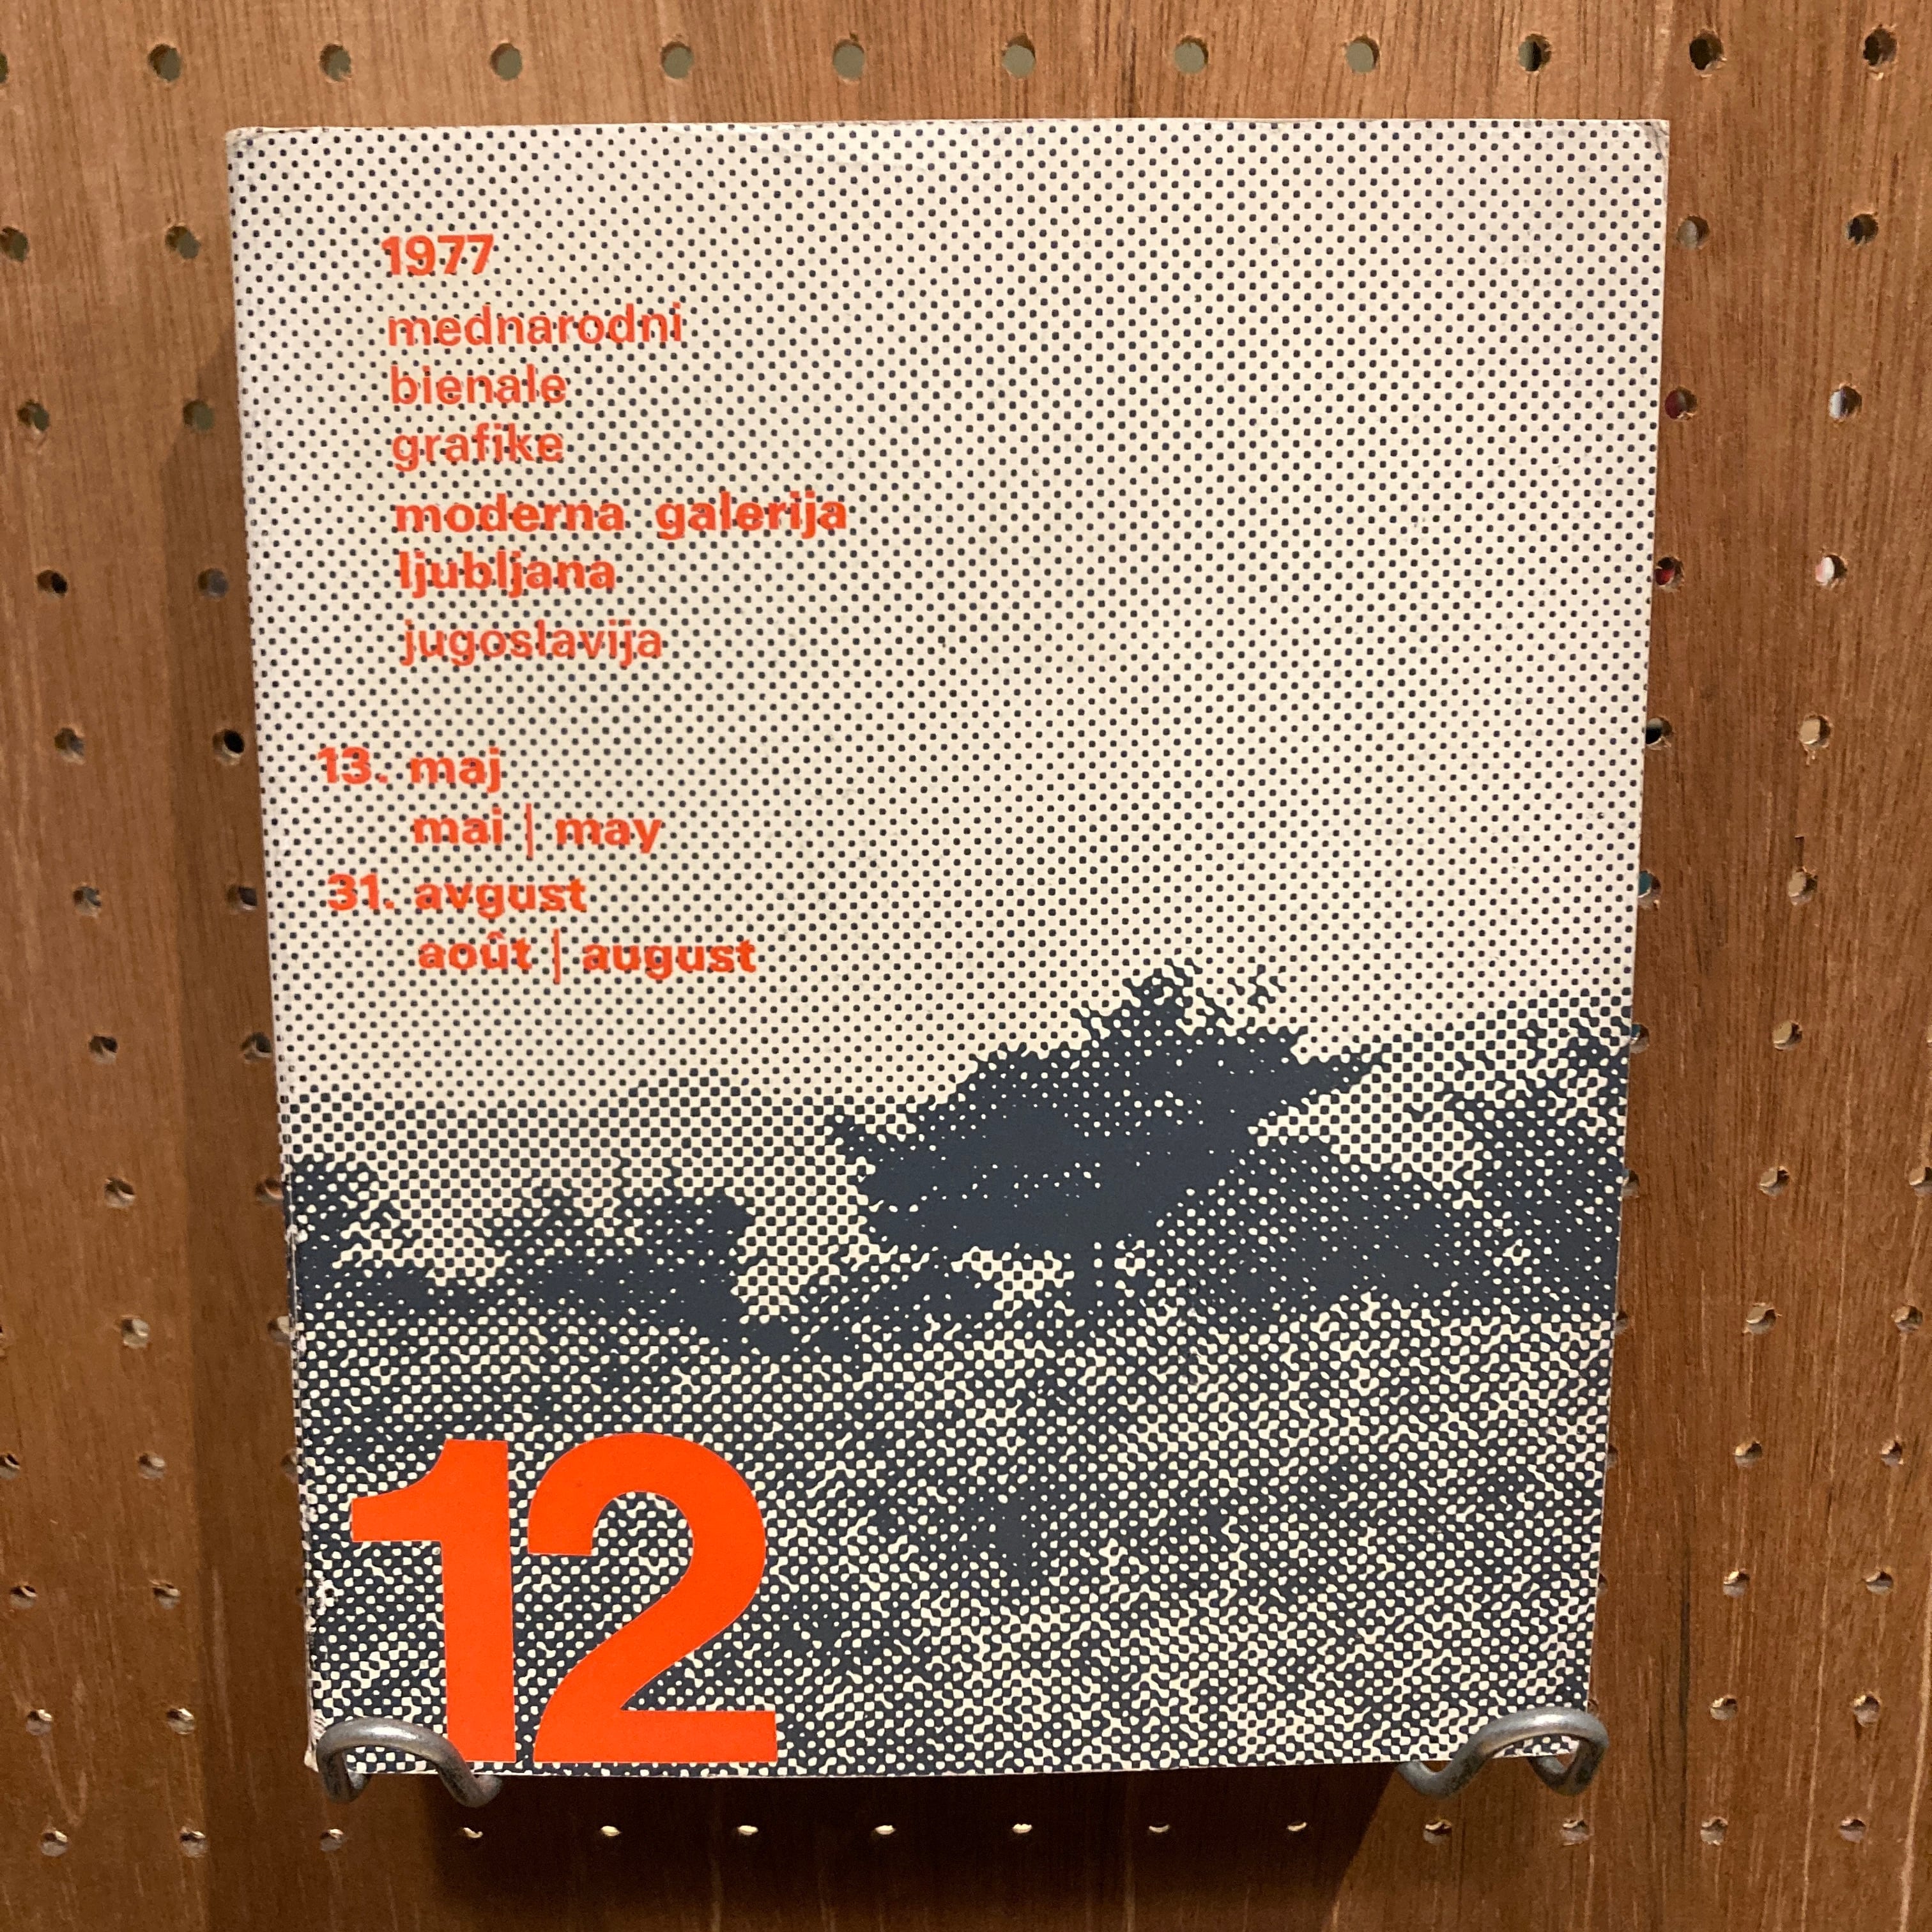 1977
mednarodni
bienale
grafike
moderna galerija
ljubljana
jugoslavija
13. maj
mai | may
31. avgust
août | august
12